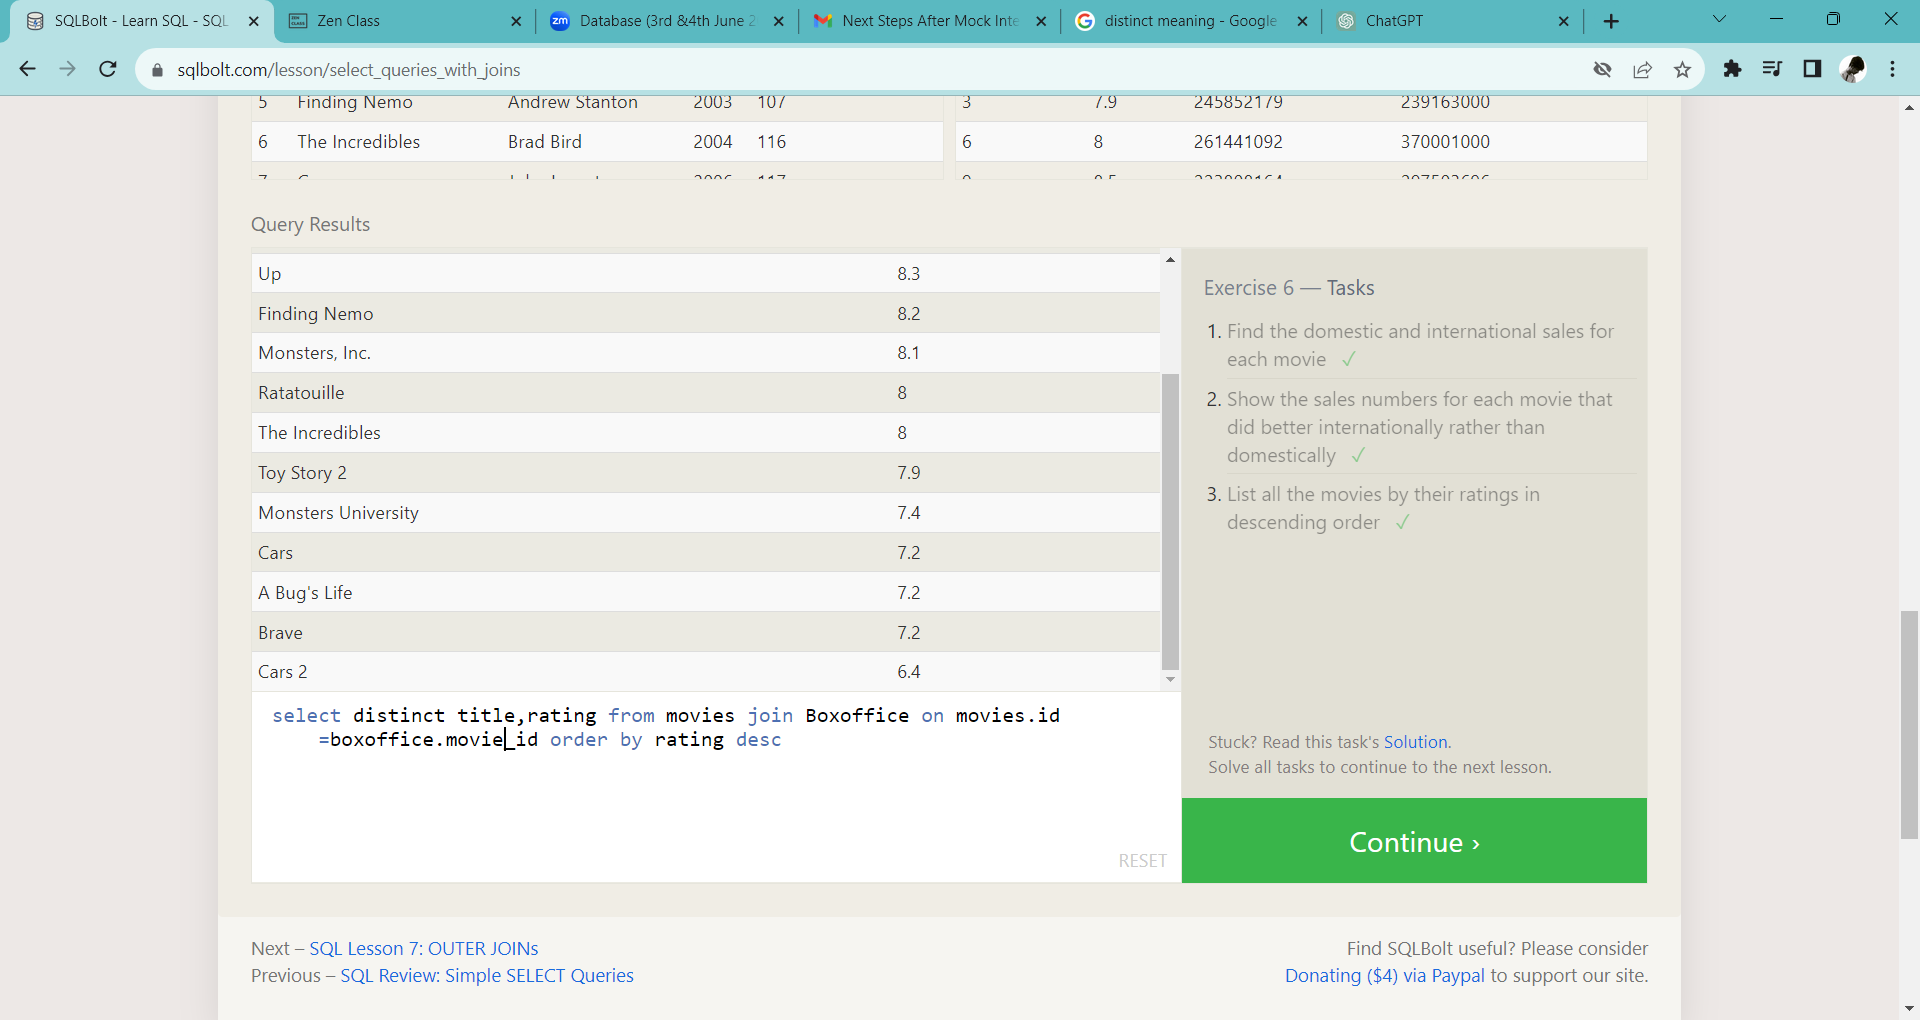 SQLBolt - Learn SQL - SQL
Zen Class
Database (3rd &4th June 2
Next Steps After Mock Inte
distinct meaning - Google
ChatGPT
sqlbolt.com/lesson/select_queries_with_joins
5 Finding Nemo Andrew Stanton 2003 107
3 7.9 245852179 239163000
6 The Incredibles Brad Bird 2004 116
6 8 261441092 370001000
Query Results
Up 8.3
Finding Nemo 8.2
Monsters, Inc. 8.1
Ratatouille 8
The Incredibles 8
Toy Story 2 7.9
Monsters University 7.4
Cars 7.2
A Bug's Life 7.2
Brave 7.2
Cars 2 6.4
select distinct title,rating from movies join Boxoffice on movies.id
=boxoffice.movie_id order by rating desc
RESET
Exercise 6 — Tasks
1. Find the domestic and international sales for
each movie ✓
2. Show the sales numbers for each movie that
did better internationally rather than
domestically ✓
3. List all the movies by their ratings in
descending order ✓
Stuck? Read this task's Solution.
Solve all tasks to continue to the next lesson.
Continue ›
Next – SQL Lesson 7: OUTER JOINs
Previous – SQL Review: Simple SELECT Queries
Find SQLBolt useful? Please consider
Donating ($4) via Paypal to support our site.